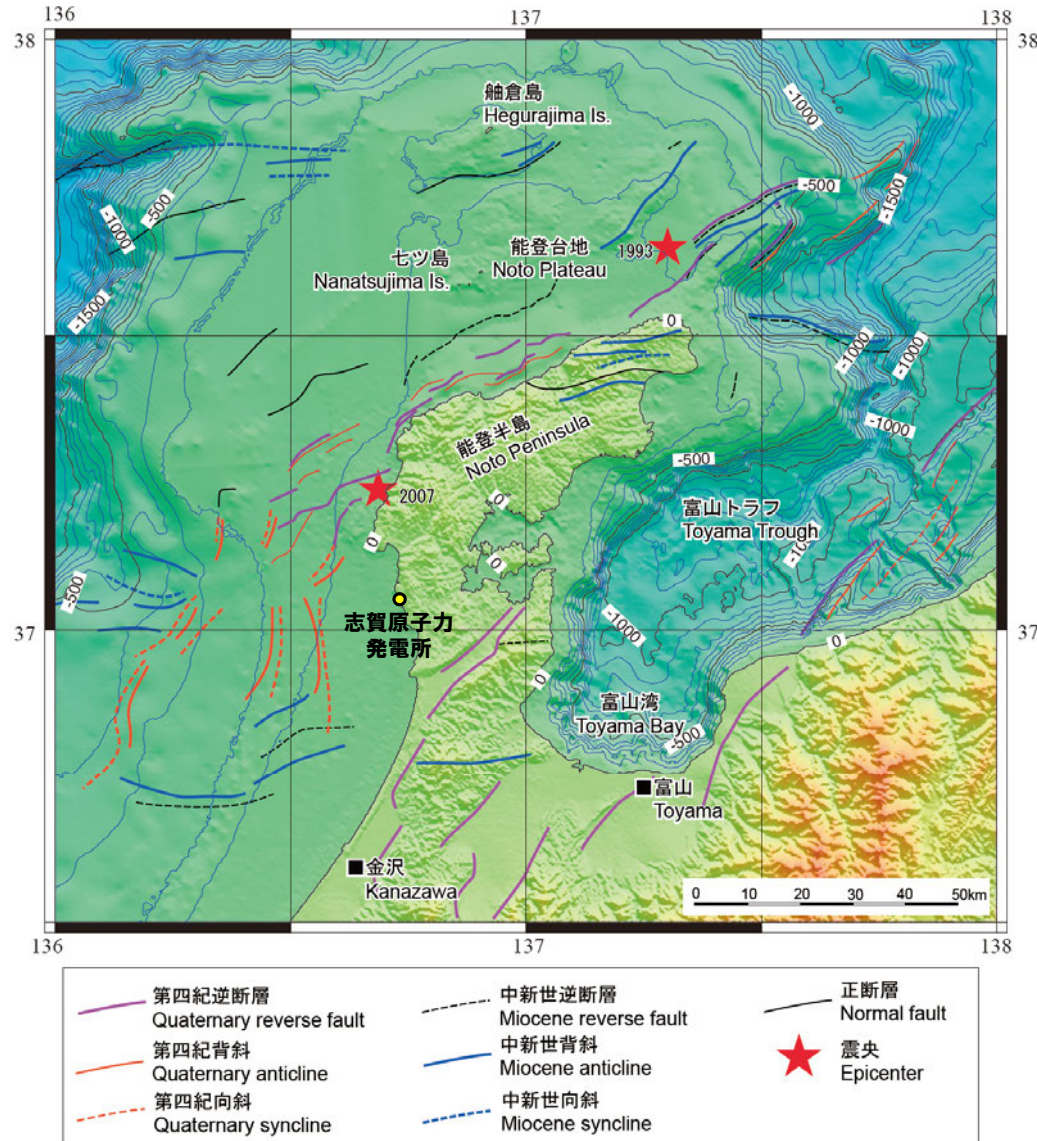 136
137
138
38
38
舳倉島
Hegurajima Is.
-1000
-500
-1500
-500
-1000
-1500
七ツ島
Nanatsujima Is.
能登台地
Noto Plateau
1993
0
-1000
-1000
-1000
能登半島
Noto Peninsula
-500
2007
0
0
0
富山トラフ
Toyama Trough
-1000
-500
37
37
志賀原子力
発電所
-1000
0
0
富山湾
Toyama Bay
-500
富山
Toyama
金沢
Kanazawa
0 10 20 30 40 50km
136
137
138
第四紀逆断層
Quaternary reverse fault
第四紀背斜
Quaternary anticline
第四紀向斜
Quaternary syncline
中新世逆断層
Miocene reverse fault
中新世背斜
Miocene anticline
中新世向斜
Miocene syncline
正断層
Normal fault
震央
Epicenter